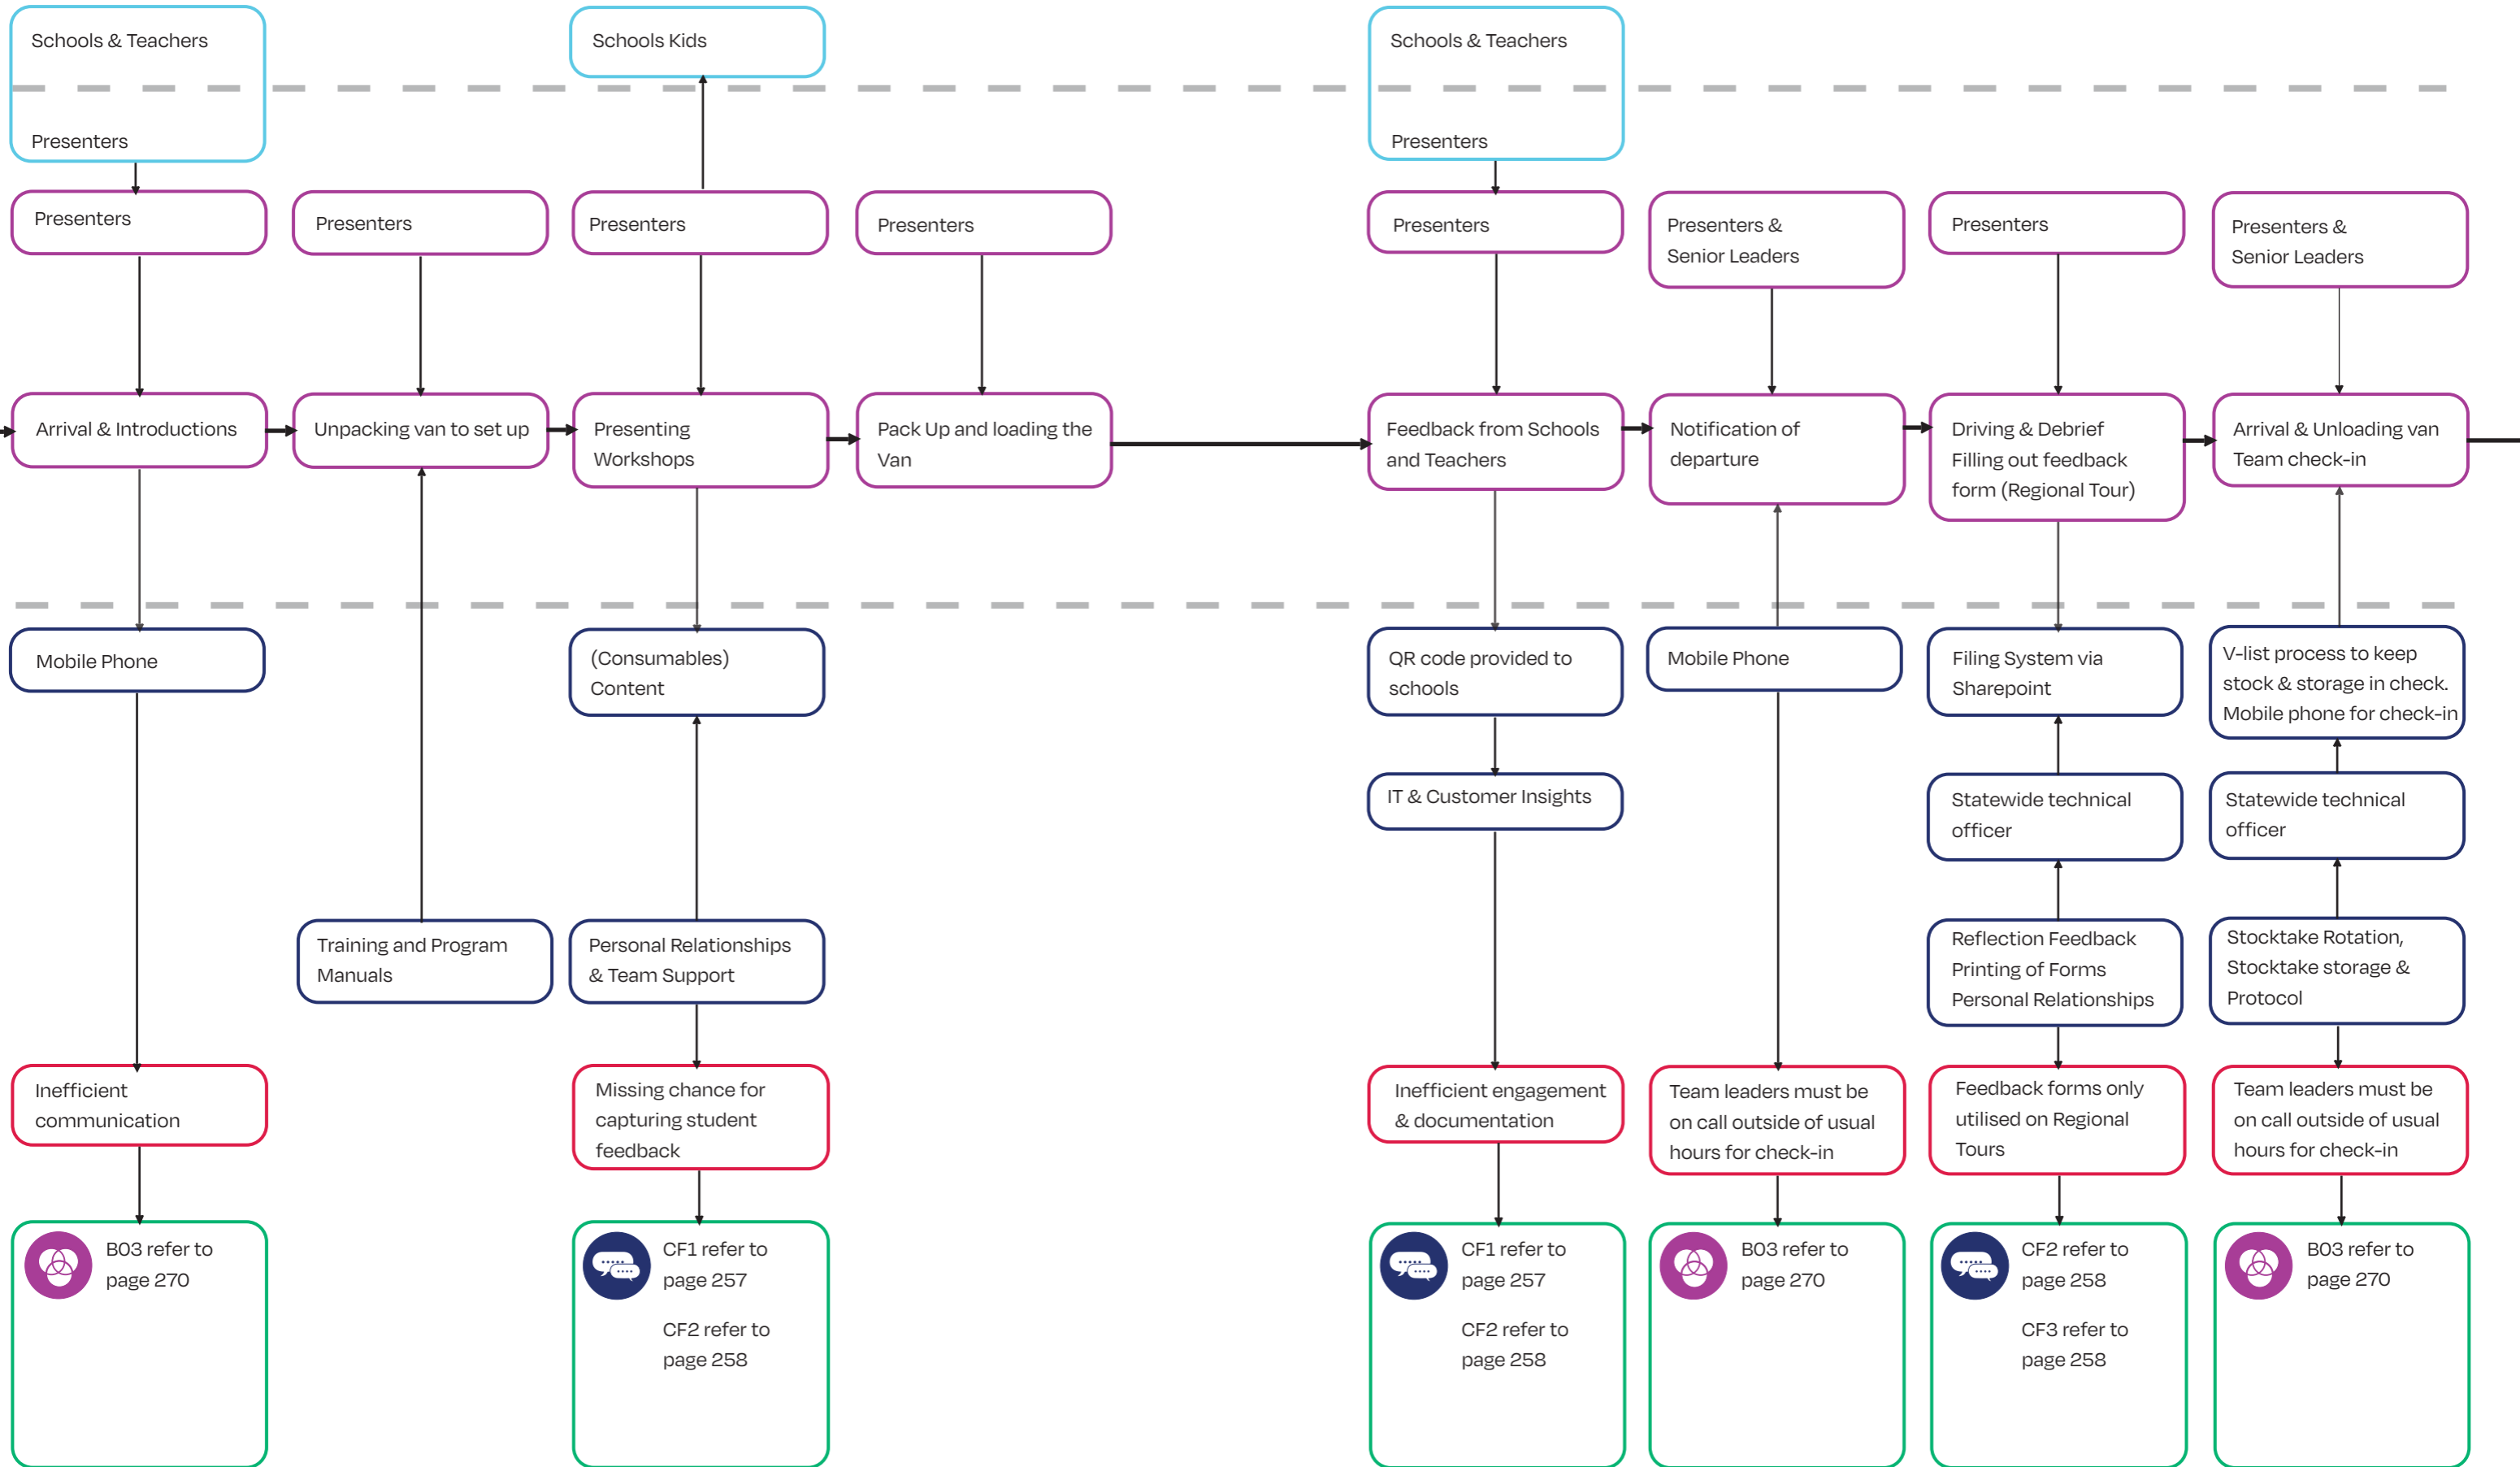 Schools & Teachers
Schools Kids
Schools & Teachers
Presenters
Presenters
Presenters
Presenters
Presenters
Presenters
Presenters
Presenters &
Senior Leaders
Presenters
Presenters &
Senior Leaders
Arrival & Introductions
Unpacking van to set up
Presenting
Workshops
Pack Up and loading the
Van
Feedback from Schools
and Teachers
Notification of
departure
Driving & Debrief
Filling out feedback
form (Regional Tour)
Arrival & Unloading van
Team check-in
Mobile Phone
(Consumables)
Content
QR code provided to
schools
Mobile Phone
Filing System via
Sharepoint
V-list process to keep
stock & storage in check.
Mobile phone for check-in
IT & Customer Insights
Statewide technical
officer
Statewide technical
officer
Training and Program
Manuals
Personal Relationships
& Team Support
Reflection Feedback
Printing of Forms
Personal Relationships
Stocktake Rotation,
Stocktake storage &
Protocol
Inefficient
communication
Missing chance for
capturing student
feedback
Inefficient engagement
& documentation
Team leaders must be
on call outside of usual
hours for check-in
Feedback forms only
utilised on Regional
Tours
Team leaders must be
on call outside of usual
hours for check-in
B03 refer to
page 270
CF1 refer to
page 257
CF2 refer to
page 258
CF1 refer to
page 257
CF2 refer to
page 258
B03 refer to
page 270
CF2 refer to
page 258
CF3 refer to
page 258
B03 refer to
page 270